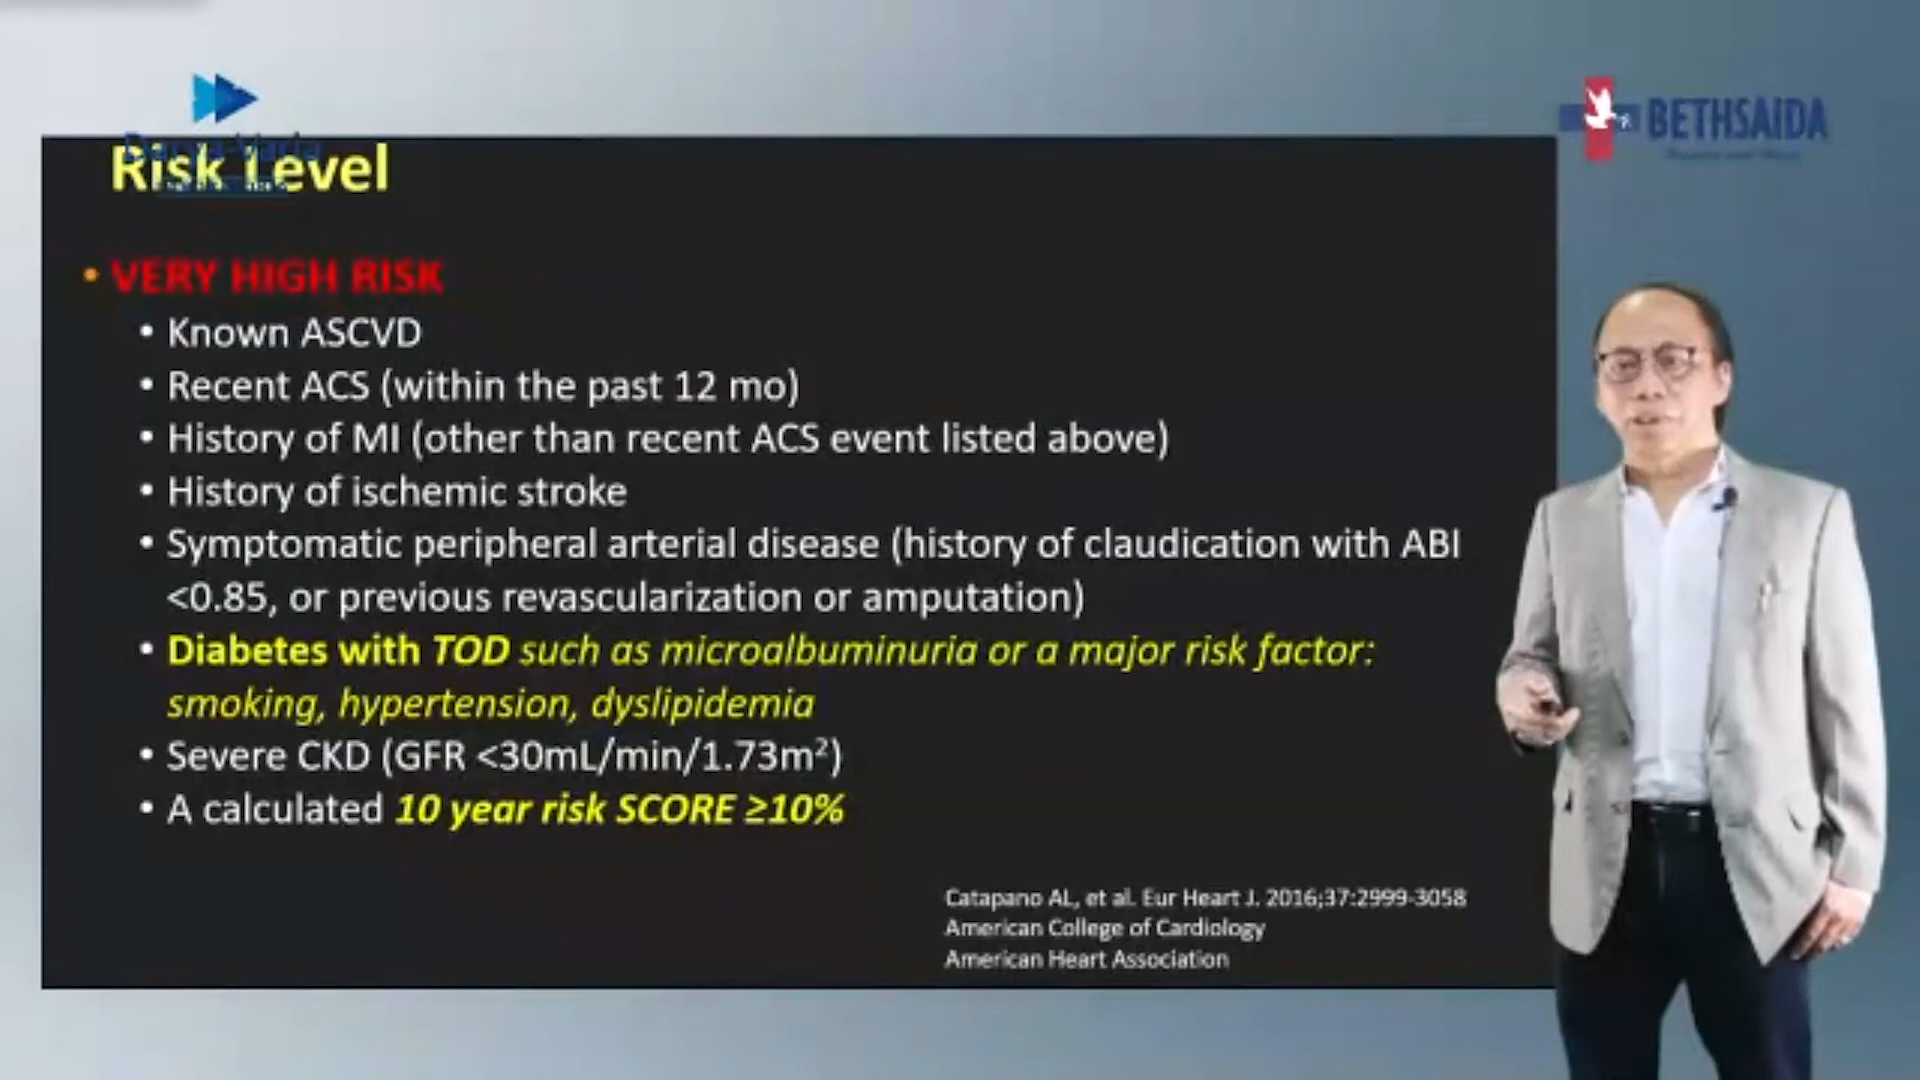 BETHSAIDA
Risk Level
• VERY HIGH RISK
• Known ASCVD
• Recent ACS (within the past 12 mo)
• History of MI (other than recent ACS event listed above)
• History of ischemic stroke
• Symptomatic peripheral arterial disease (history of claudication with ABI
<0.85, or previous revascularization or amputation)
• Diabetes with TOD such as microalbuminuria or a major risk factor:
smoking, hypertension, dyslipidemia
• Severe CKD (GFR <30mL/min/1.73m²)
• A calculated 10 year risk SCORE ≥10%
Catapano AL, et al. Eur Heart J. 2016;37:2999-3058
American College of Cardiology
American Heart Association